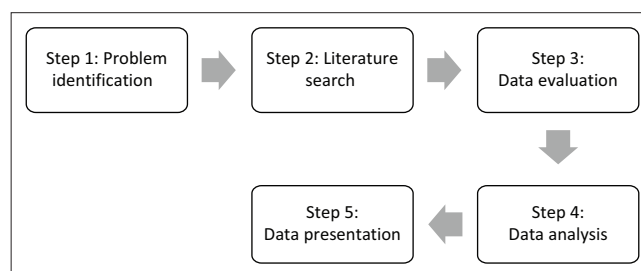 Step 1: Problem
identification
Step 2: Literature
search
Step 3:
Data evaluation
Step 4:
Data analysis
Step 5:
Data presentation